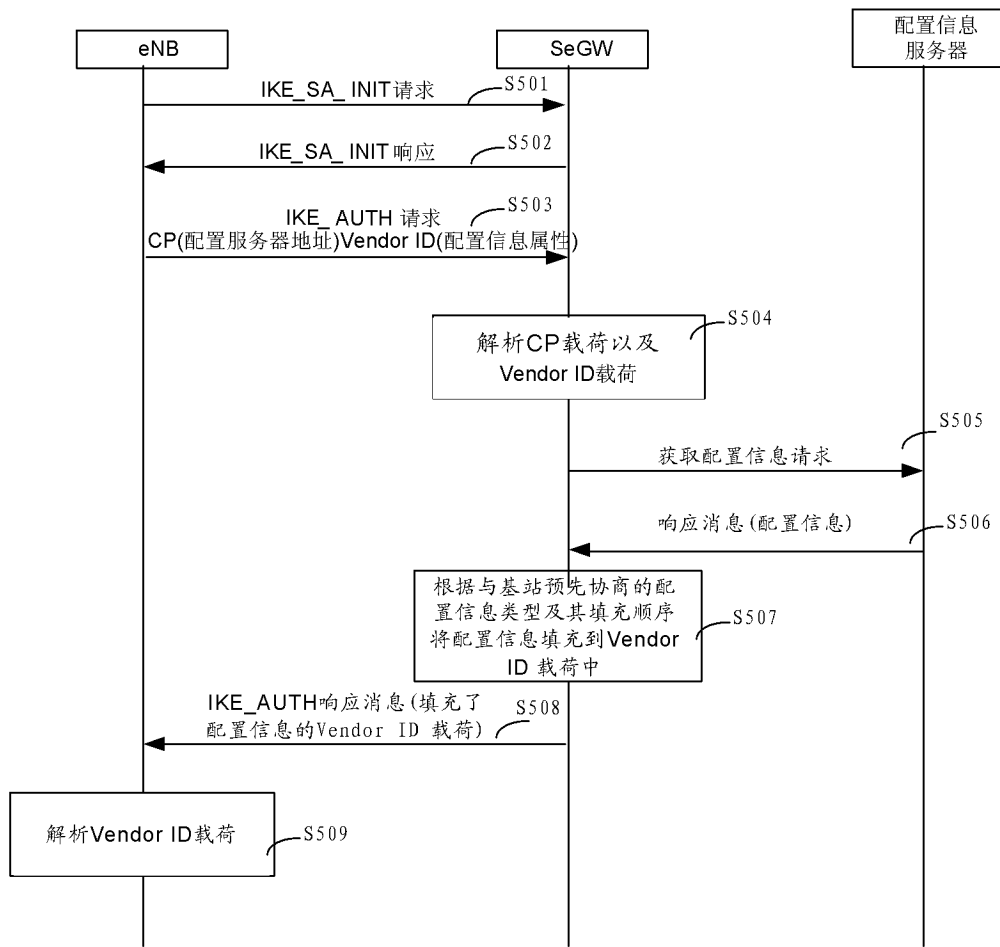 eNB
SeGW
配置信息
服务器
IKE_SA_INIT请求
S501
IKE_SA_INIT 响应
S502
IKE_AUTH 请求
S503
CP(配置服务器地址)Vendor ID(配置信息属性)
S504
解析CP载荷以及
Vendor ID载荷
S505
获取配置信息请求
响应消息(配置信息)
S506
根据与基站预先协商的配
置信息类型及其填充顺序
将配置信息填充到Vendor
ID 载荷中
S507
IKE_AUTH响应消息(填充了
配置信息的Vendor ID 载荷)
S508
解析Vendor ID载荷
S509